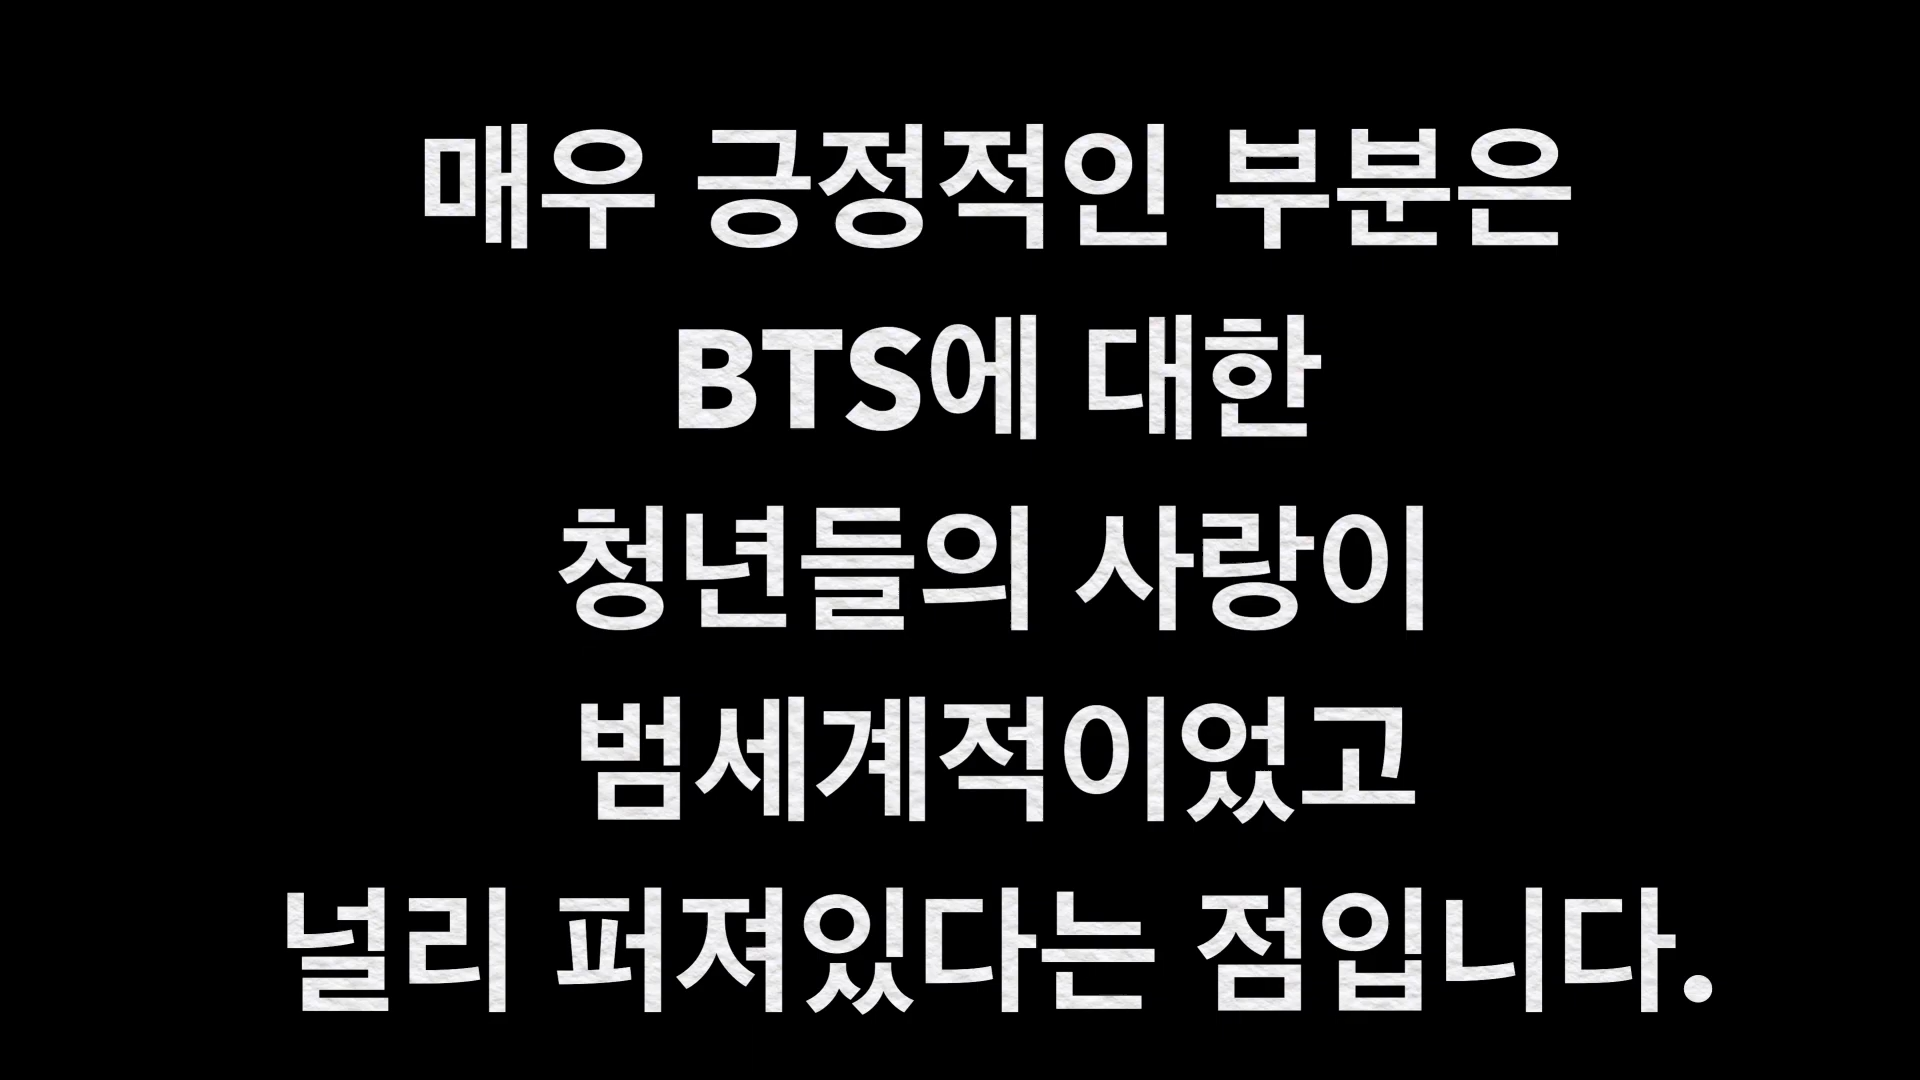 매우 긍정적인 부분은
BTS에 대한
청년들의 사랑이
범세계적이었고
널리 퍼져있다는 점입니다.